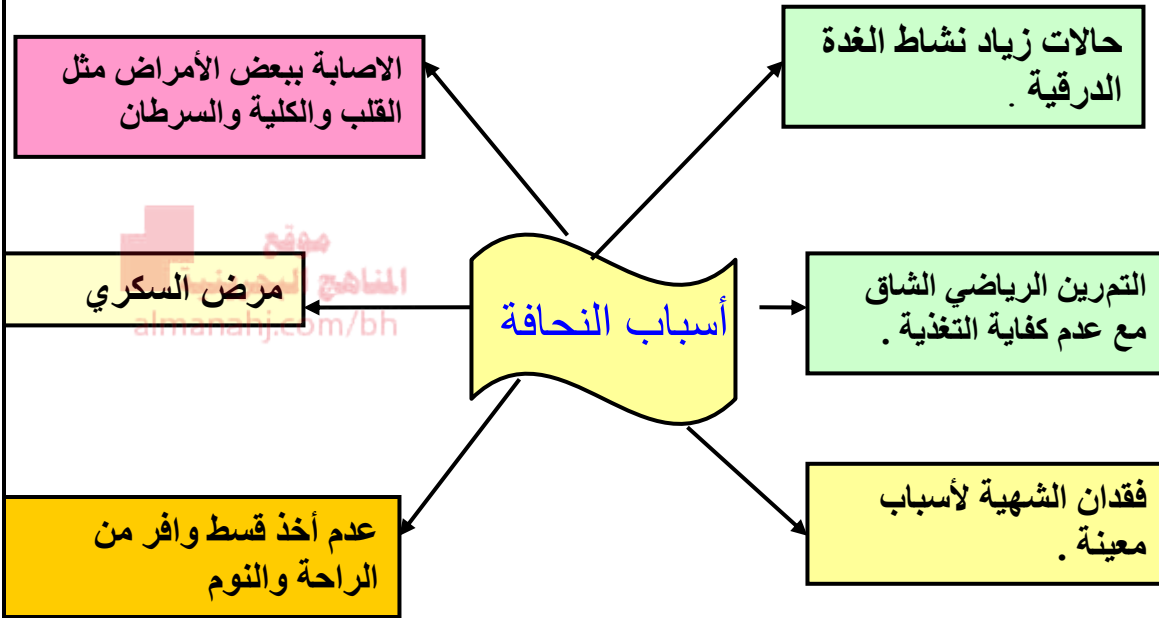 حالات زياد نشاط الغدة
الدرقية .
الاصابة ببعض الأمراض مثل
القلب والكلية والسرطان
موقع
المناهج البحرينية
almanahj.com/bh
مرض السكري
أسباب النحافة
التمرين الرياضي الشاق
مع عدم كفاية التغذية .
فقدان الشهية لأسباب
معينة .
عدم أخذ قسط وافر من
الراحة والنوم